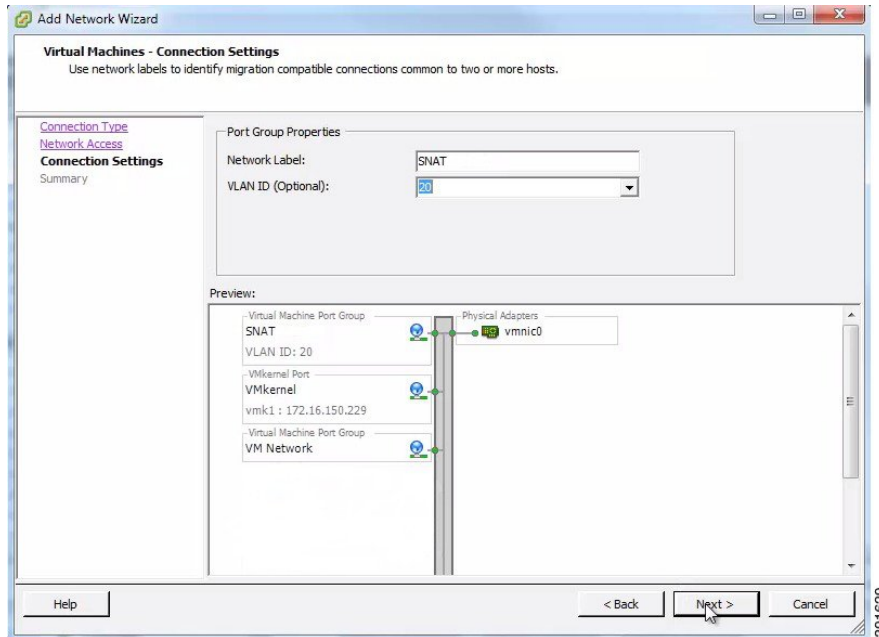 Add Network Wizard
Virtual Machines - Connection Settings
Use network labels to identify migration compatible connections common to two or more hosts.
Connection Type
Network Access
Connection Settings
Summary
Port Group Properties
Network Label:
SNAT
VLAN ID (Optional):
20
Preview:
Virtual Machine Port Group
SNAT
VLAN ID: 20
Physical Adapters
vmnic0
VMkernel Port
VMkernel
vmk1 : 172.16.150.229
Virtual Machine Port Group
VM Network
Help
< Back
Next >
Cancel